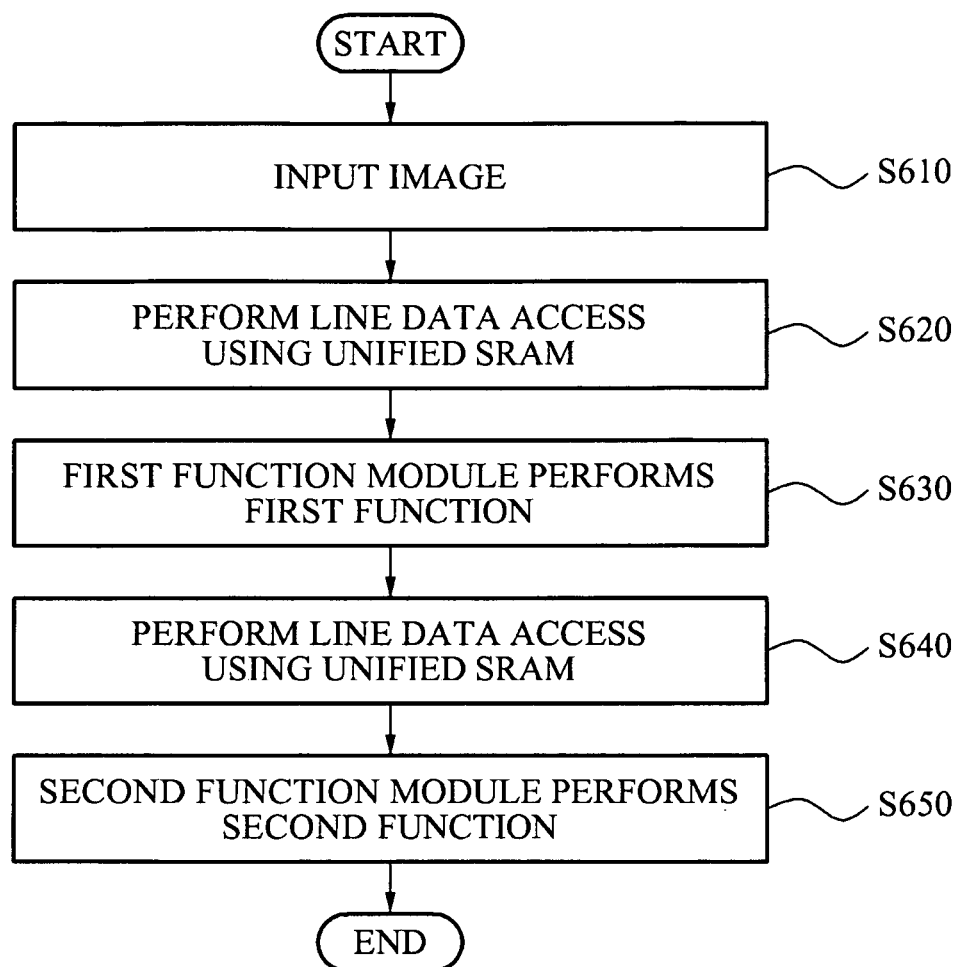 START
INPUT IMAGE
S610
PERFORM LINE DATA ACCESS
USING UNIFIED SRAM
S620
FIRST FUNCTION MODULE PERFORMS
FIRST FUNCTION
S630
PERFORM LINE DATA ACCESS
USING UNIFIED SRAM
S640
SECOND FUNCTION MODULE PERFORMS
SECOND FUNCTION
S650
END